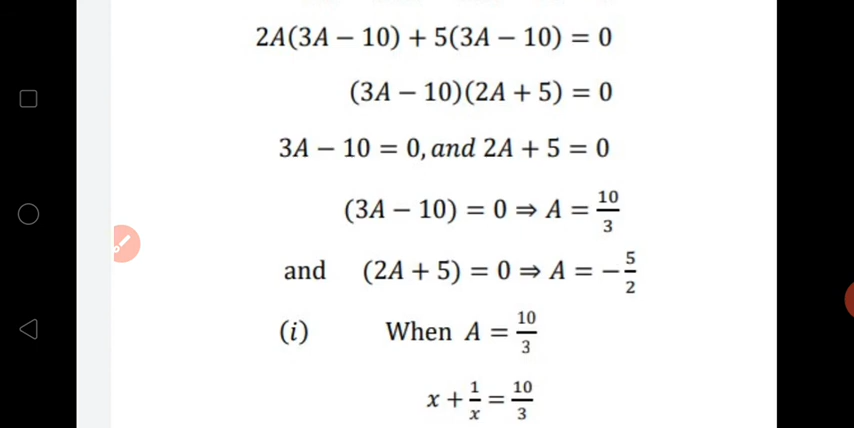 2A(3A − 10) + 5(3A − 10) = 0
(3A − 10)(2A + 5) = 0
3A − 10 = 0, and 2A + 5 = 0
(3A − 10) = 0 ⇒ A = 10/3
and (2A + 5) = 0 ⇒ A = −5/2
(i) When A = 10/3
x + 1/x = 10/3